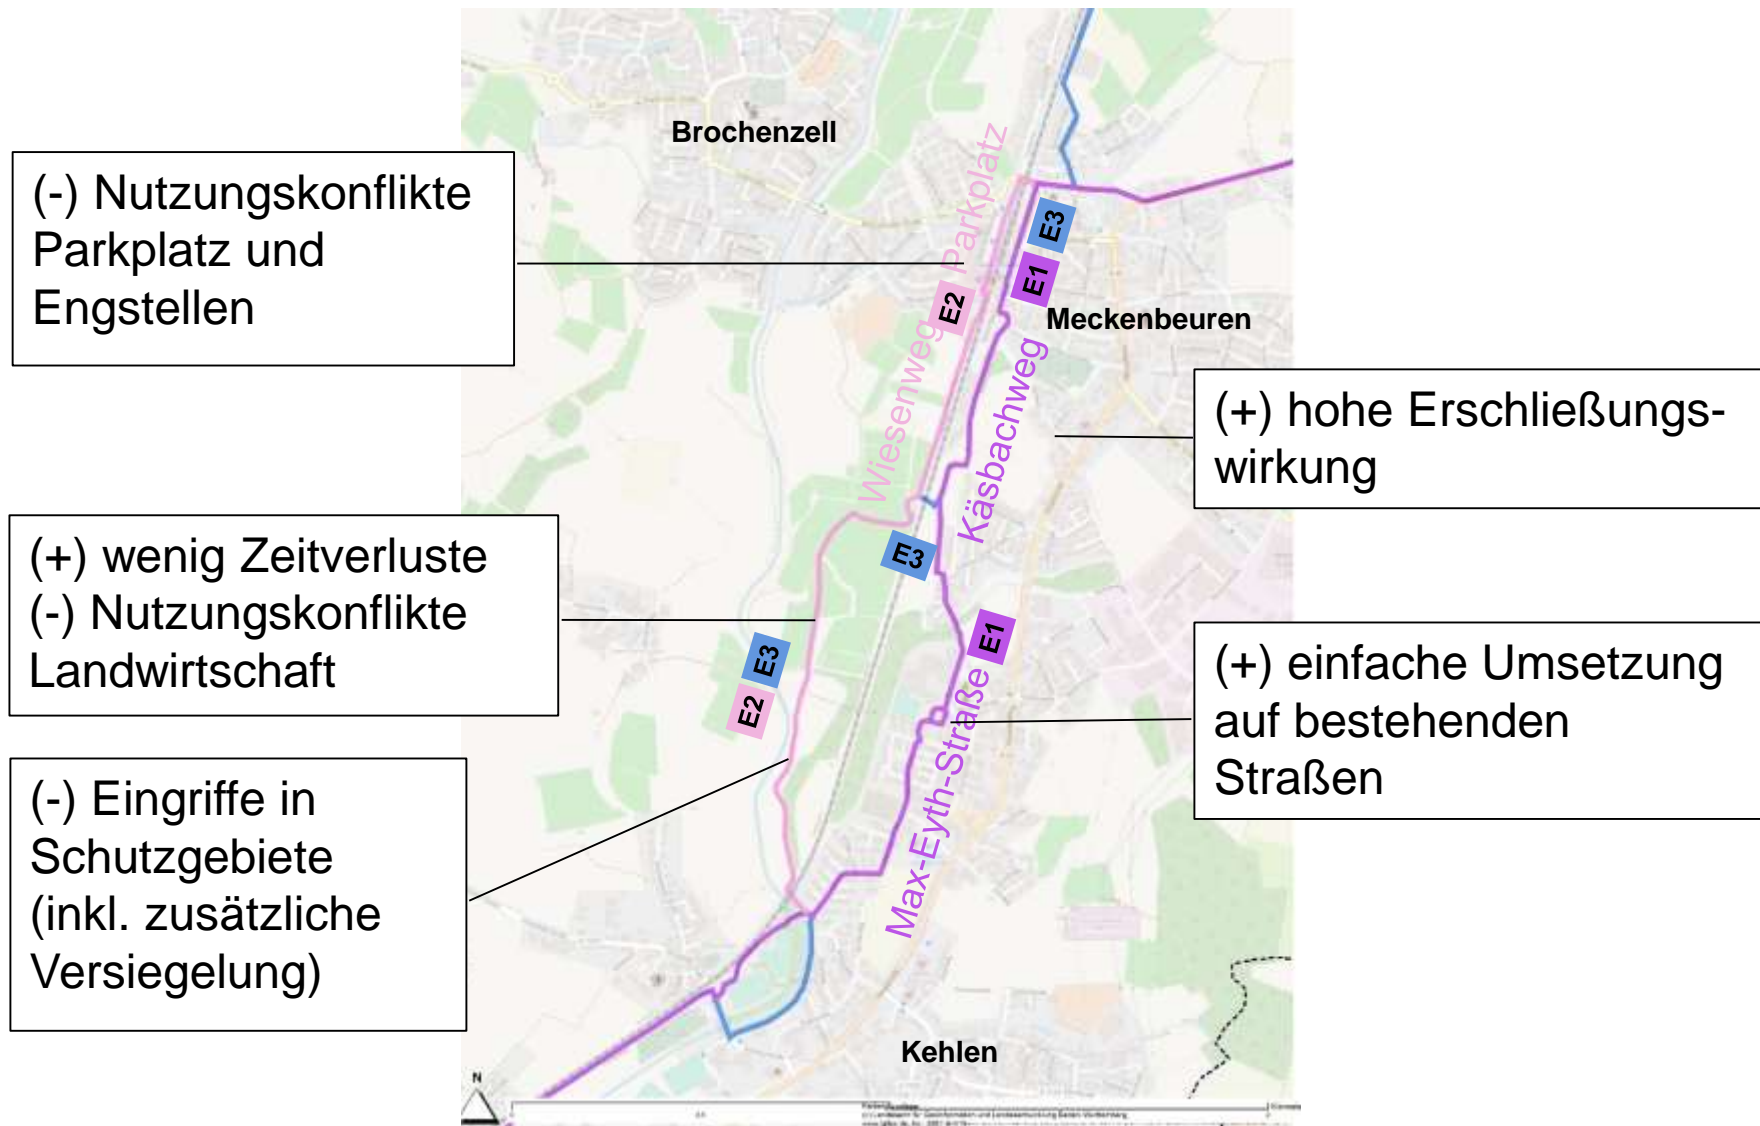 Brochenzell
(-) Nutzungskonflikte
Parkplatz und
Engstellen
Parkplatz
E3
E1
E2
Meckenbeuren
Wiesenweg
Käsbachweg
(+) hohe Erschließungs-
wirkung
(+) wenig Zeitverluste
(-) Nutzungskonflikte
Landwirtschaft
E3
E1
E3
E2
Max-Eyth-Straße
(+) einfache Umsetzung
auf bestehenden
Straßen
(-) Eingriffe in
Schutzgebiete
(inkl. zusätzliche
Versiegelung)
Kehlen
N